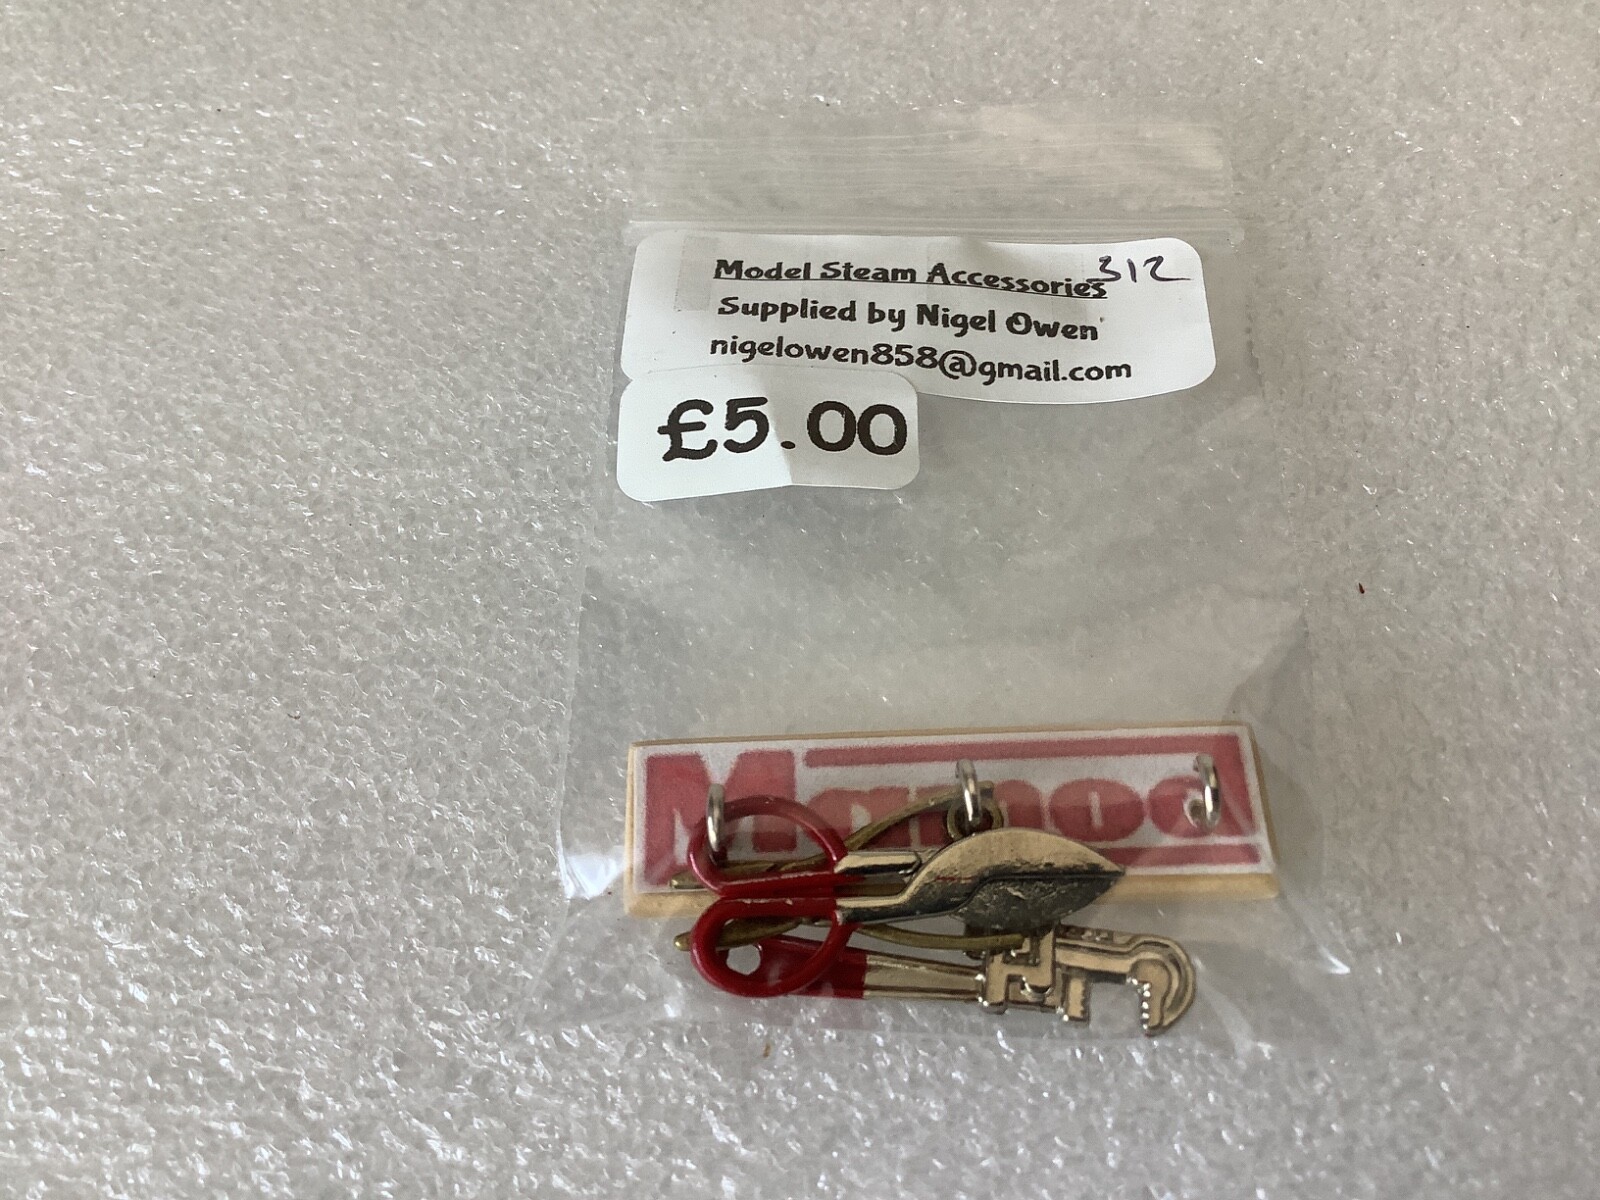 Model Steam Accessories 312
Supplied by Nigel Owen
nigelowen858@gmail.com
£5.00
Mamod